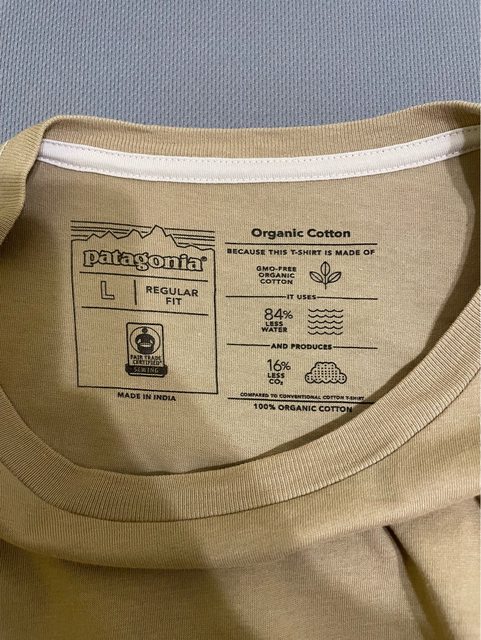 patagonia®
L
REGULAR
FIT
FAIR TRADE
CERTIFIED™
SEWING
MADE IN INDIA
Organic Cotton
BECAUSE THIS T-SHIRT IS MADE OF
GMO-FREE
ORGANIC
COTTON
IT USES
84%
LESS
WATER
AND PRODUCES
16%
LESS
CO₂
COMPARED TO CONVENTIONAL COTTON T-SHIRT
100% ORGANIC COTTON